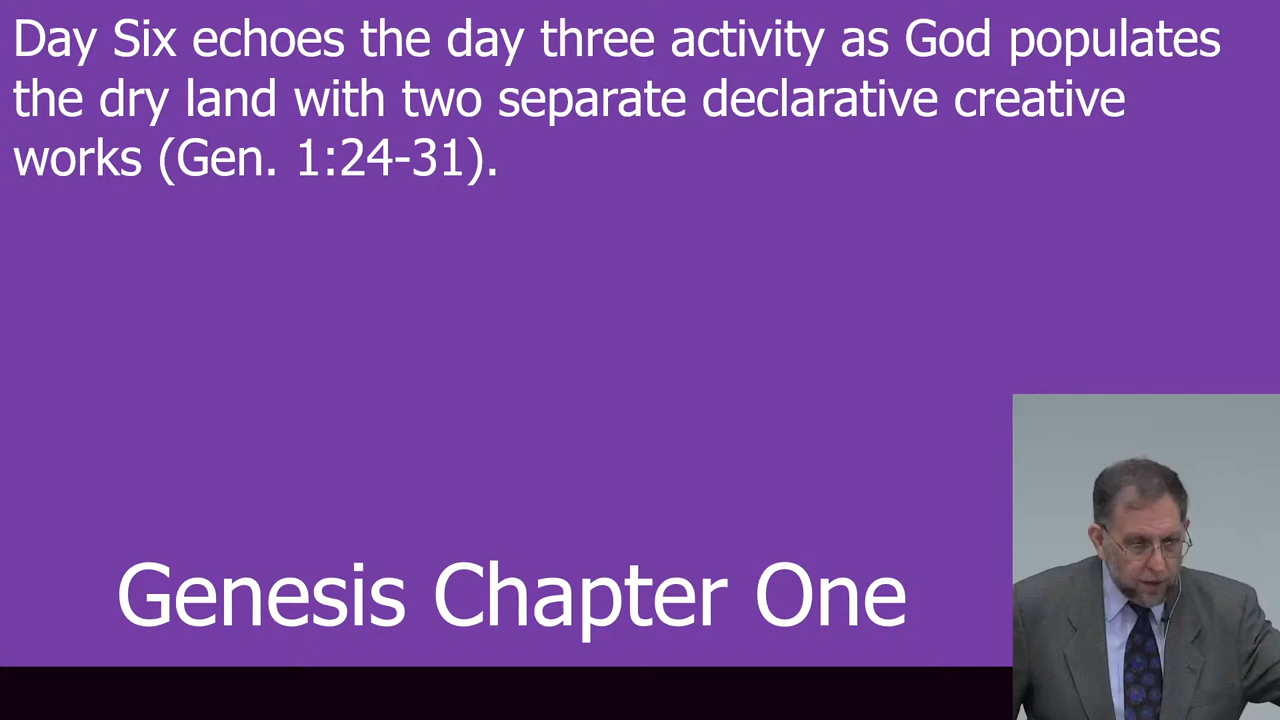 Day Six echoes the day three activity as God populates
the dry land with two separate declarative creative
works (Gen. 1:24-31).
Genesis Chapter One